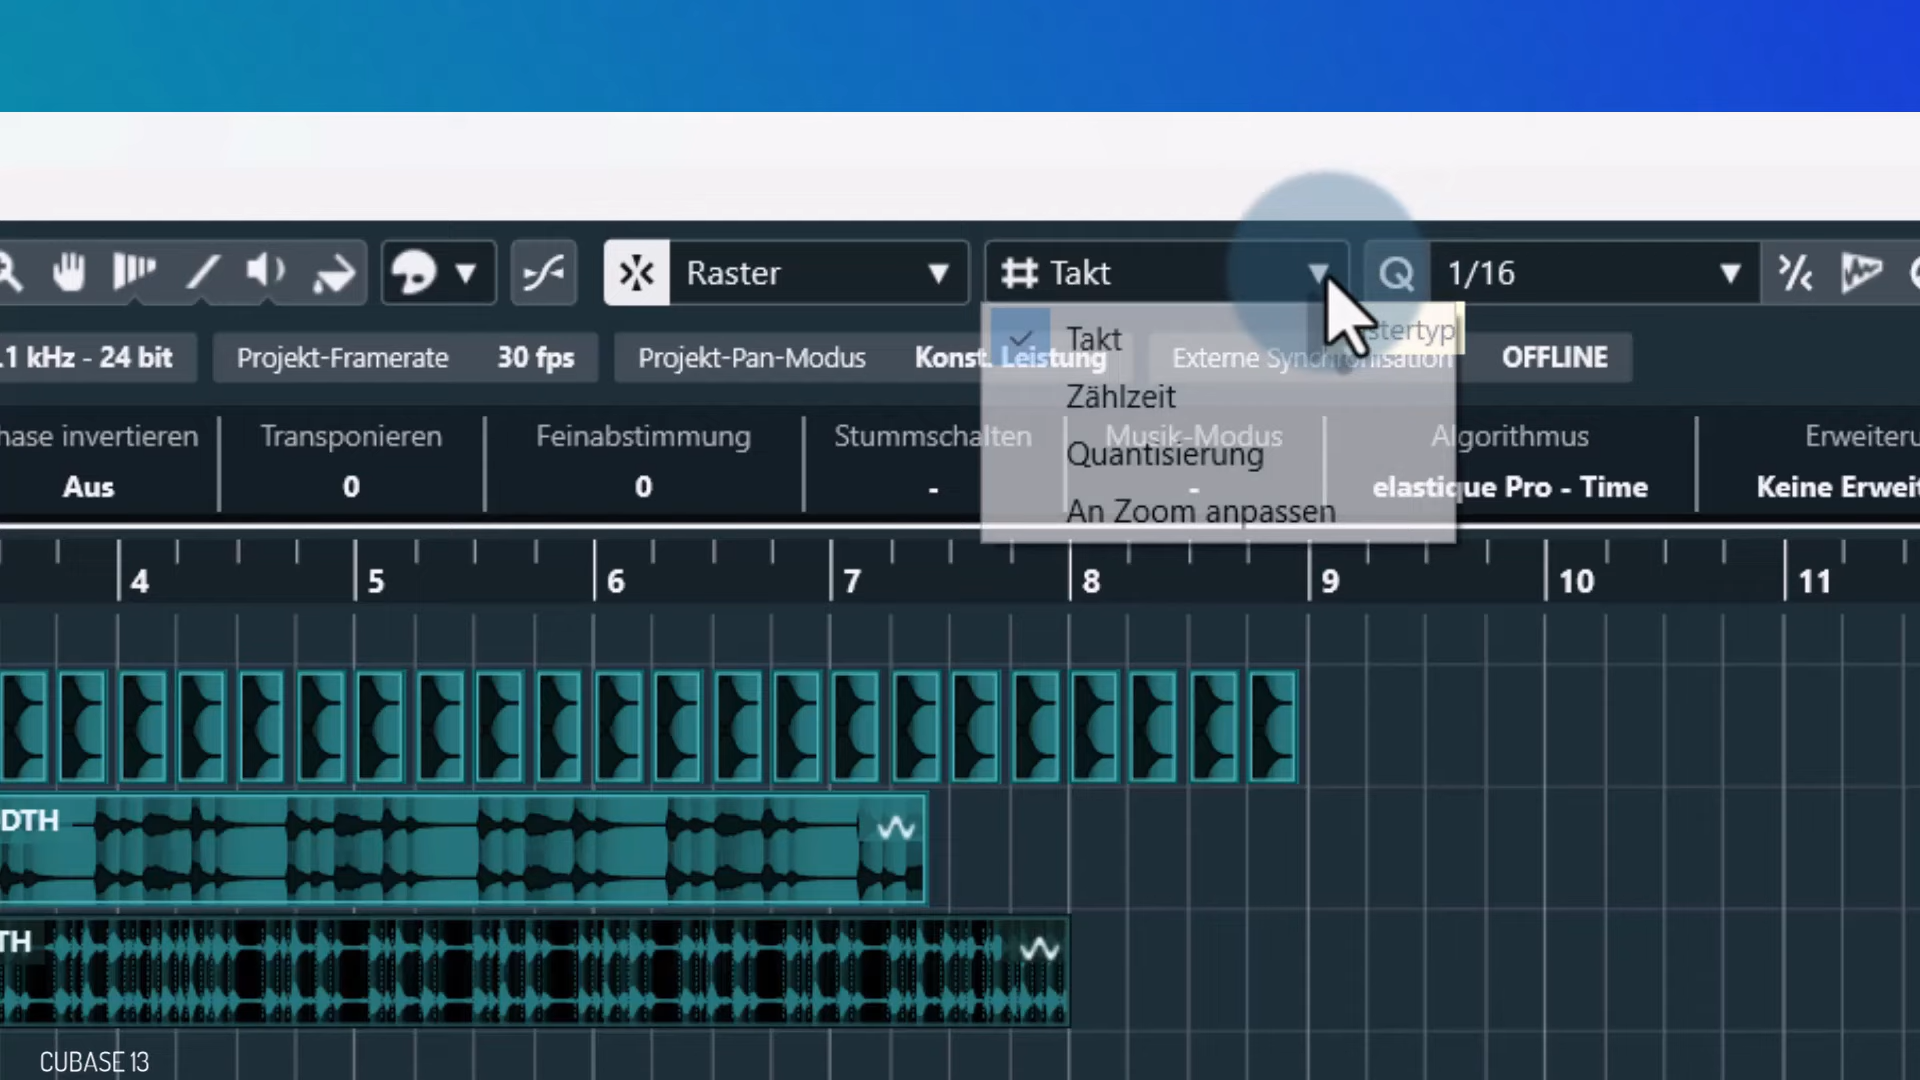 Raster
Takt
Q
1/16
.1 kHz - 24 bit
Projekt-Framerate
30 fps
Projekt-Pan-Modus
Konst. Leistung
Externe Synchronisation
OFFLINE
stertyp
Takt
Zählzeit
Quantisierung
An Zoom anpassen
hase invertieren
Aus
Transponieren
0
Feinabstimmung
0
Stummschalten
-
Musik-Modus
-
Algorithmus
elastique Pro - Time
Erweiteru
Keine Erweit
4 5 6 7 8 9 10 11
DTH
TH
CUBASE 13